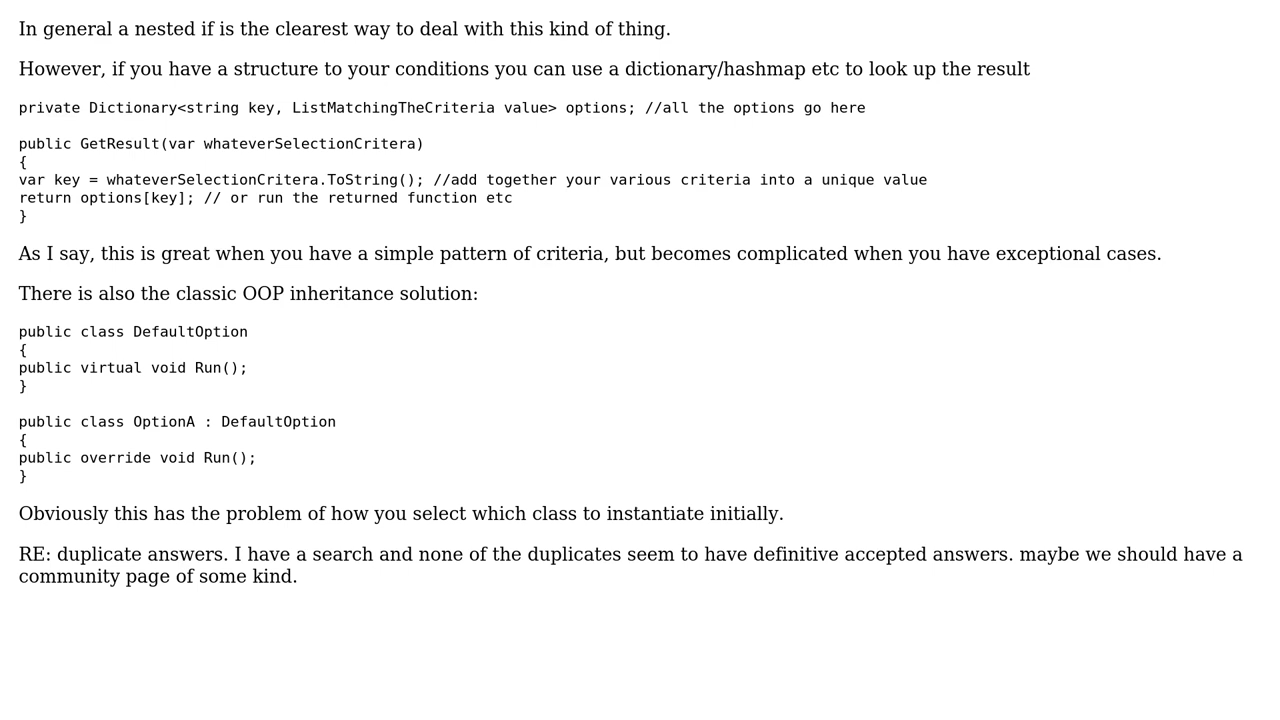 In general a nested if is the clearest way to deal with this kind of thing.
However, if you have a structure to your conditions you can use a dictionary/hashmap etc to look up the result
private Dictionary<string key, ListMatchingTheCriteria value> options; //all the options go here
public GetResult(var whateverSelectionCritera)
{
var key = whateverSelectionCritera.ToString(); //add together your various criteria into a unique value
return options[key]; // or run the returned function etc
}
As I say, this is great when you have a simple pattern of criteria, but becomes complicated when you have exceptional cases.
There is also the classic OOP inheritance solution:
public class DefaultOption
{
public virtual void Run();
}
public class OptionA : DefaultOption
{
public override void Run();
}
Obviously this has the problem of how you select which class to instantiate initially.
RE: duplicate answers. I have a search and none of the duplicates seem to have definitive accepted answers. maybe we should have a
community page of some kind.